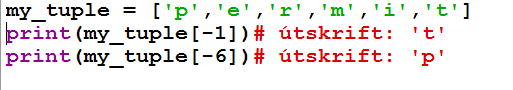 my_tuple = ['p','e','r','m','i','t']
print(my_tuple[-1])# útskrift: 't'
print(my_tuple[-6])# útskrift: 'p'